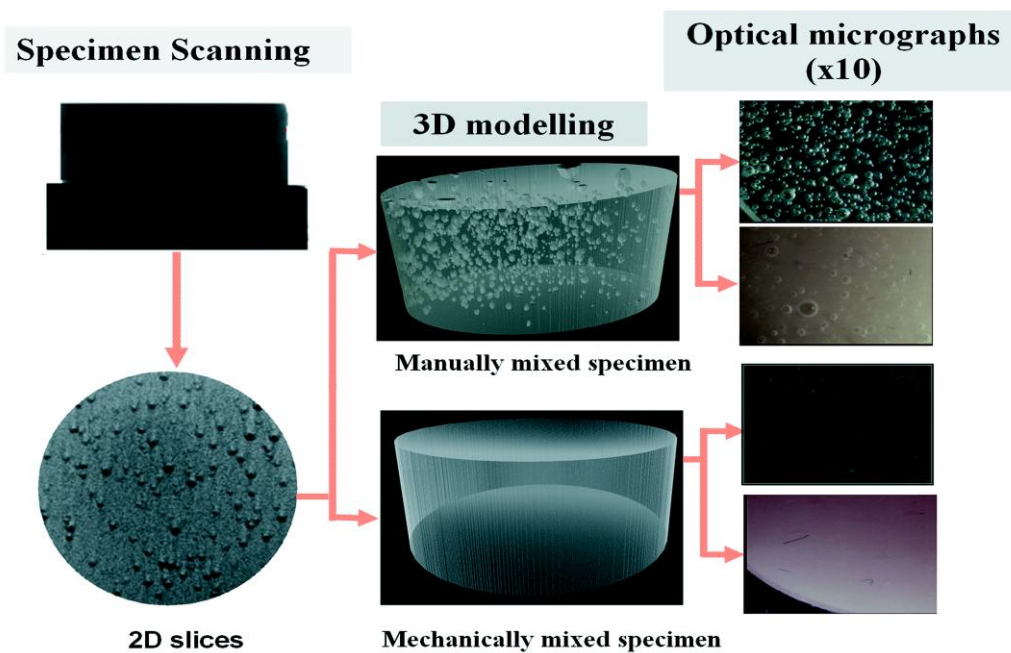 Specimen Scanning
Optical micrographs
(x10)
3D modelling
Manually mixed specimen
2D slices
Mechanically mixed specimen